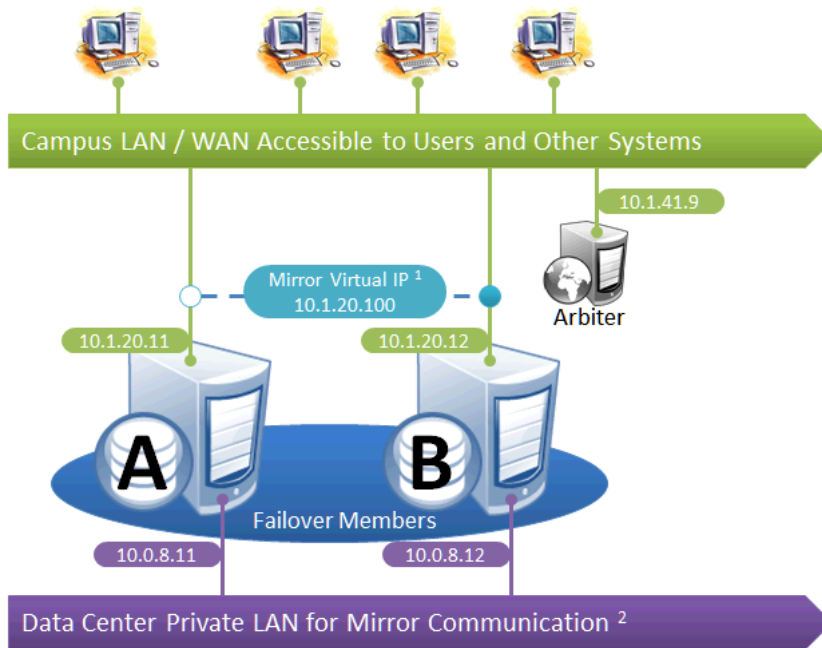 Campus LAN / WAN Accessible to Users and Other Systems
10.1.41.9
Mirror Virtual IP 1
10.1.20.100
Arbiter
10.1.20.11
10.1.20.12
A
B
Failover Members
10.0.8.11
10.0.8.12
Data Center Private LAN for Mirror Communication 2